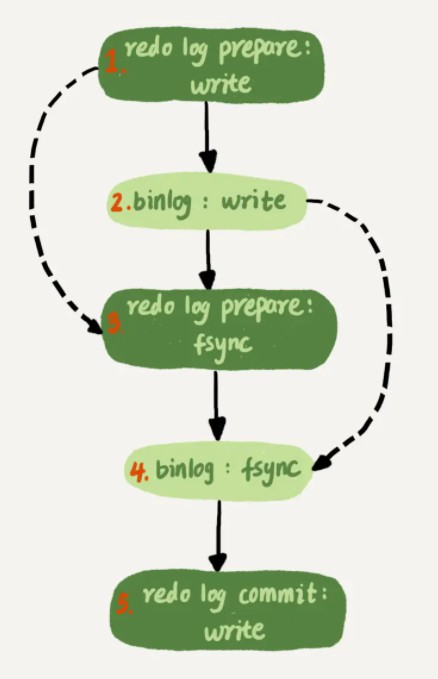 1. redo log prepare:
write
2. binlog : write
3. redo log prepare:
fsync
4. binlog : fsync
5. redo log commit:
write